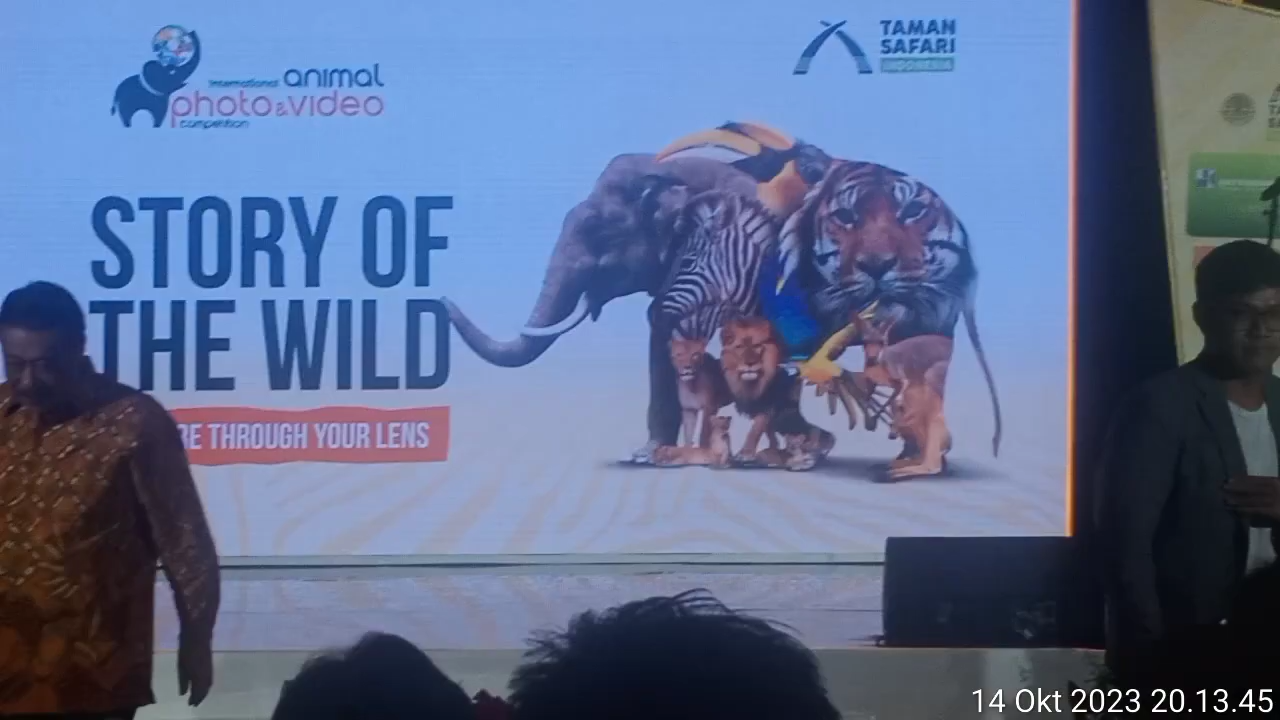 international animal
photo & video
competition
TAMAN
SAFARI
INDONESIA
STORY OF
THE WILD
RE THROUGH YOUR LENS
14 Okt 2023 20.13.45